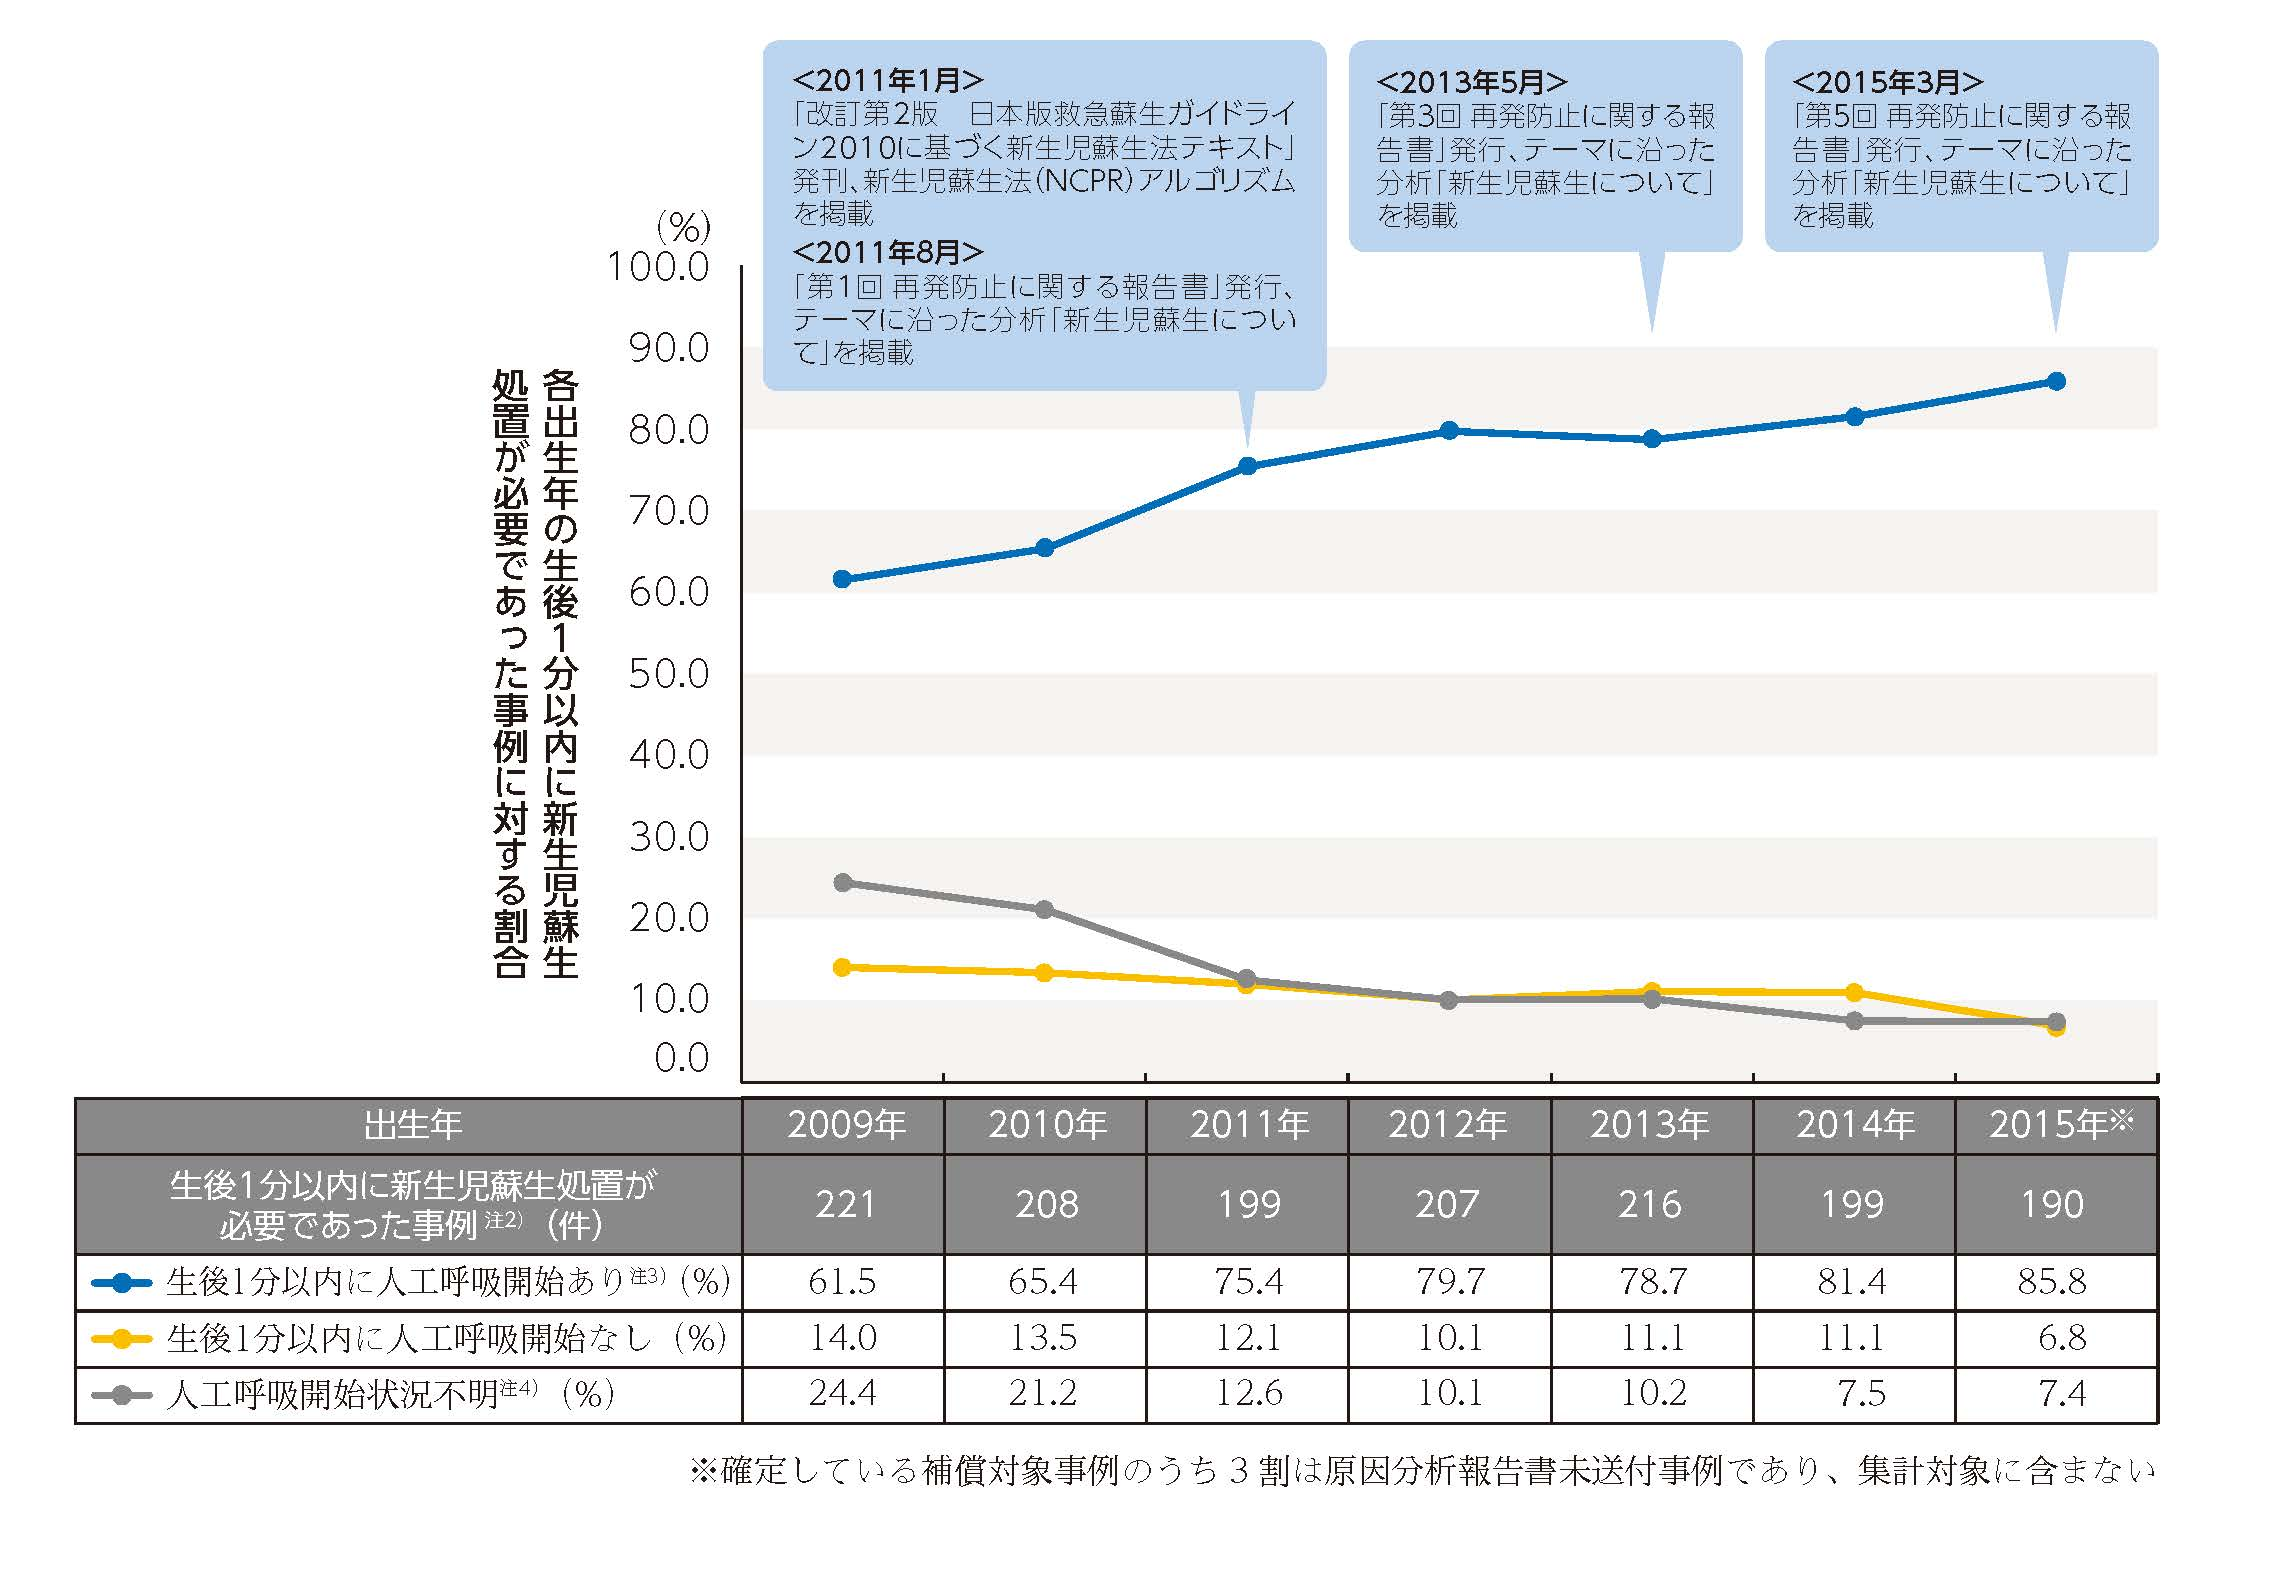 <2011年1月>
「改訂第2版　日本版救急蘇生ガイドライ
ン2010に基づく新生児蘇生法テキスト」
発刊、新生児蘇生法(NCPR)アルゴリズム
を掲載
<2011年8月>
「第1回 再発防止に関する報告書」発行、
テーマに沿った分析「新生児蘇生につい
て」を掲載
<2013年5月>
「第3回 再発防止に関する報
告書」発行、テーマに沿った
分析「新生児蘇生について」
を掲載
<2015年3月>
「第5回 再発防止に関する報
告書」発行、テーマに沿った
分析「新生児蘇生について」
を掲載
各出生年の生後1分以内に新生児蘇生
処置が必要であった事例に対する割合
(%)
100.0
90.0
80.0
70.0
60.0
50.0
40.0
30.0
20.0
10.0
0.0
出生年 2009年 2010年 2011年 2012年 2013年 2014年 2015年※
生後1分以内に新生児蘇生処置が
必要であった事例注2)(件) 221 208 199 207 216 199 190
生後1分以内に人工呼吸開始あり注3)(%) 61.5 65.4 75.4 79.7 78.7 81.4 85.8
生後1分以内に人工呼吸開始なし(%) 14.0 13.5 12.1 10.1 11.1 11.1 6.8
人工呼吸開始状況不明注4)(%) 24.4 21.2 12.6 10.1 10.2 7.5 7.4
※確定している補償対象事例のうち3割は原因分析報告書未送付事例であり、集計対象に含まない